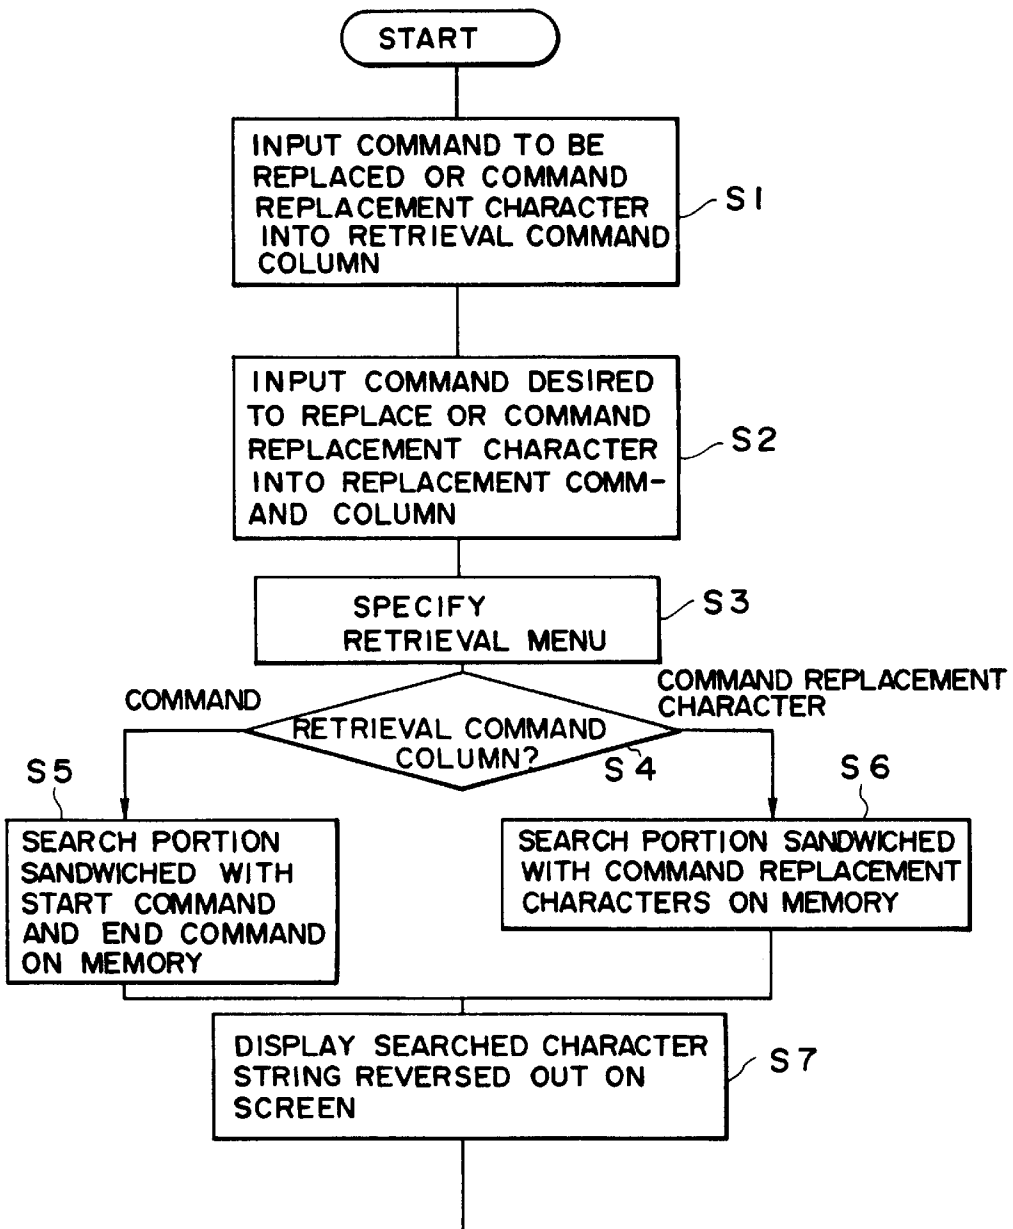 START
INPUT COMMAND TO BE
REPLACED OR COMMAND
REPLACEMENT CHARACTER
INTO RETRIEVAL COMMAND
COLUMN
S1
INPUT COMMAND DESIRED
TO REPLACE OR COMMAND
REPLACEMENT CHARACTER
INTO REPLACEMENT COMM-
AND COLUMN
S2
SPECIFY
RETRIEVAL MENU
S3
COMMAND
COMMAND REPLACEMENT
CHARACTER
RETRIEVAL COMMAND
COLUMN?
S4
S5
SEARCH PORTION
SANDWICHED WITH
START COMMAND
AND END COMMAND
ON MEMORY
S6
SEARCH PORTION SANDWICHED
WITH COMMAND REPLACEMENT
CHARACTERS ON MEMORY
DISPLAY SEARCHED CHARACTER
STRING REVERSED OUT ON
SCREEN
S7